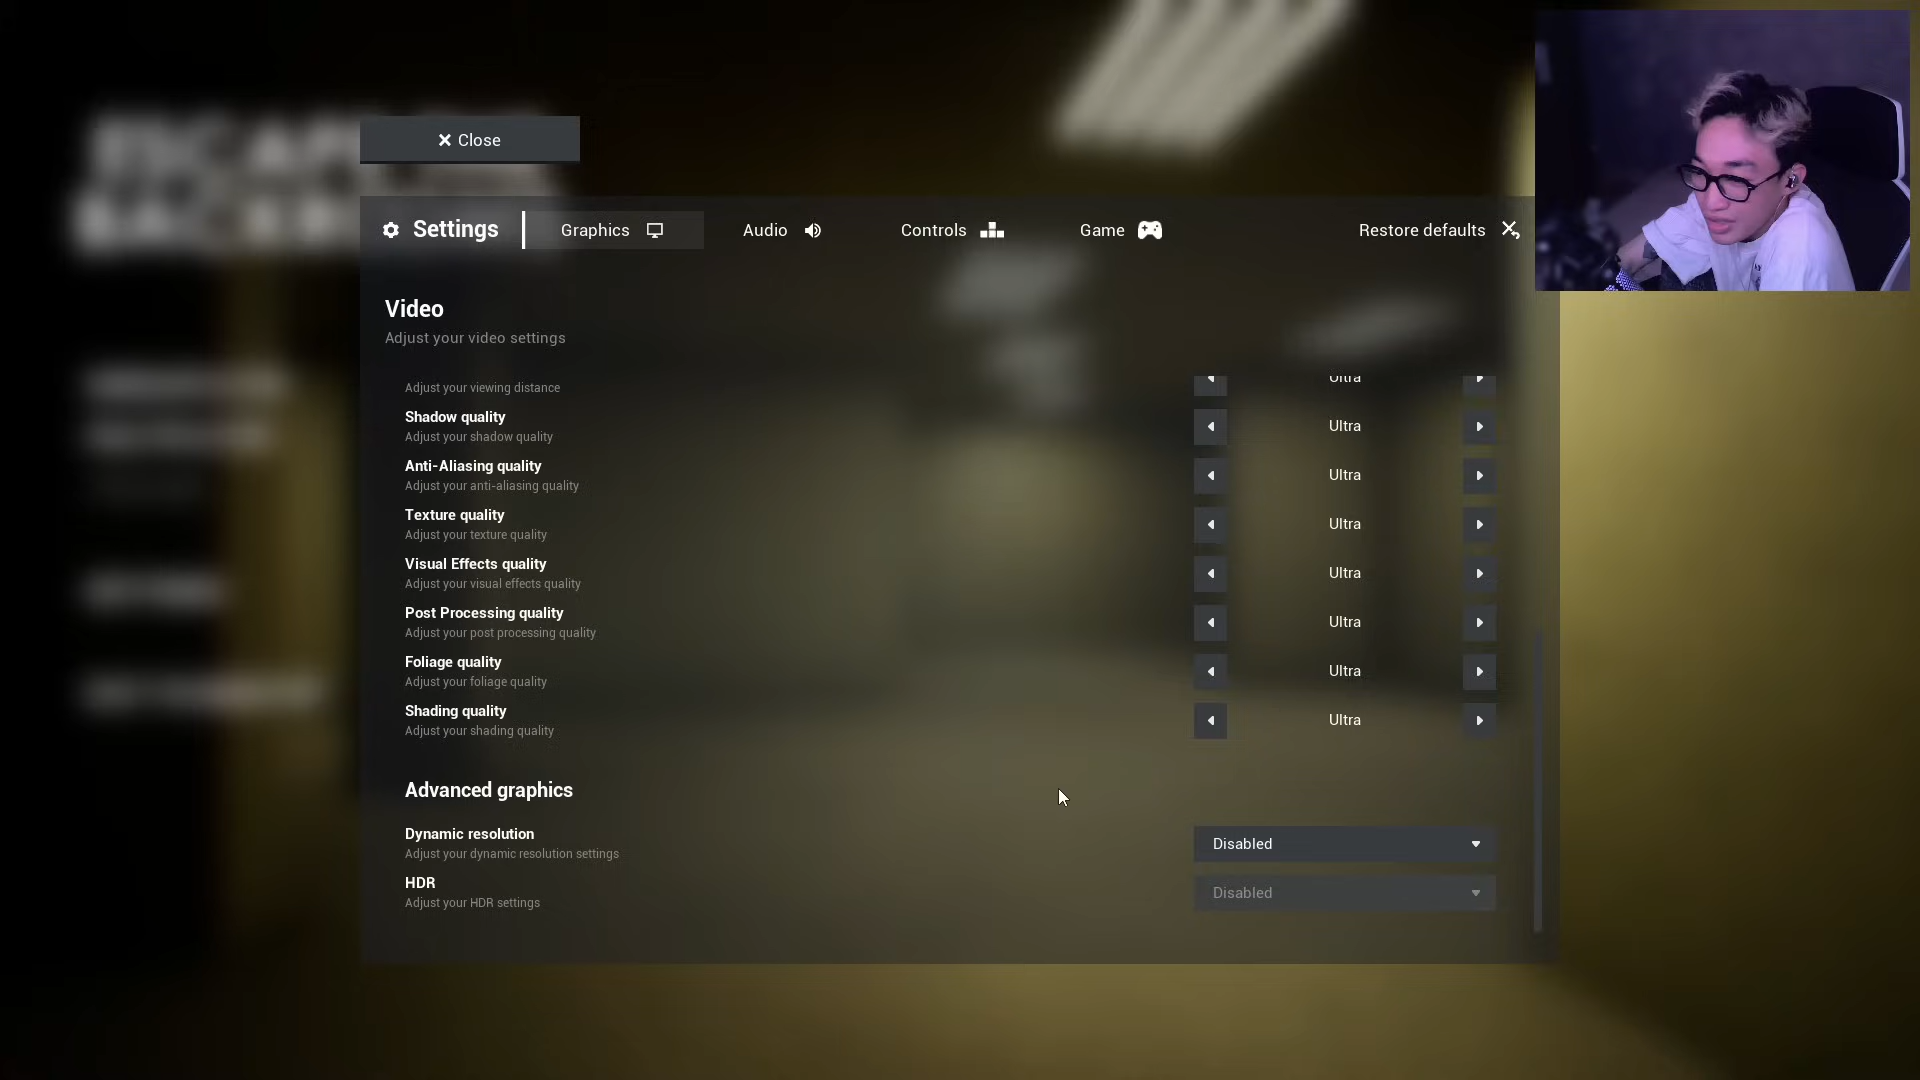 ESCAPE THE
BACKROOMS
Close
Settings
Graphics
Audio
Controls
Game
Restore defaults
Video
Adjust your video settings
Adjust your viewing distance
Ultra
Shadow quality
Adjust your shadow quality
Ultra
Anti-Aliasing quality
Adjust your anti-aliasing quality
Ultra
Texture quality
Adjust your texture quality
Ultra
Visual Effects quality
Adjust your visual effects quality
Ultra
Post Processing quality
Adjust your post processing quality
Ultra
Foliage quality
Adjust your foliage quality
Ultra
Shading quality
Adjust your shading quality
Ultra
Advanced graphics
Dynamic resolution
Adjust your dynamic resolution settings
Disabled
HDR
Adjust your HDR settings
Disabled